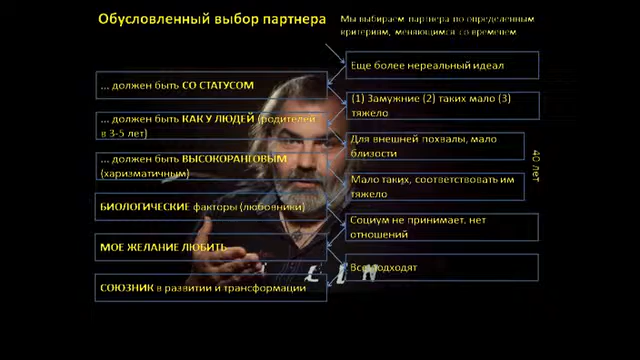 Обусловленный выбор партнера
Мы выбираем партнера по определенным
критериям, меняющимся со временем
Еще более нереальный идеал
... должен быть СО СТАТУСОМ
(1) Замужние (2) таких мало (3)
тяжело
... должен быть КАК У ЛЮДЕЙ (родителей
в 3-5 лет)
Для внешней похвалы, мало
близости
... должен быть ВЫСОКОРАНГОВЫМ
(харизматичным)
Мало таких, соответствовать им
тяжело
40 лет
БИОЛОГИЧЕСКИЕ факторы (любовники)
Социум не принимает, нет
отношений
МОЕ ЖЕЛАНИЕ ЛЮБИТЬ
Все подходят
СОЮЗНИК в развитии и трансформации